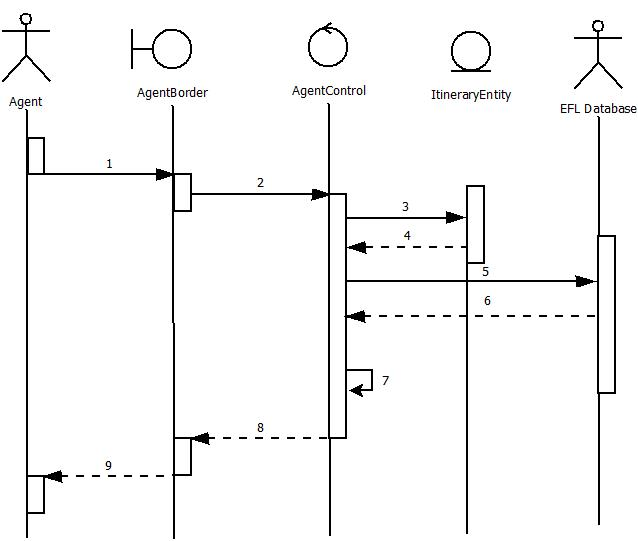 Agent
AgentBorder
AgentControl
ItineraryEntity
EFL Database
1
2
3
4
5
6
7
8
9